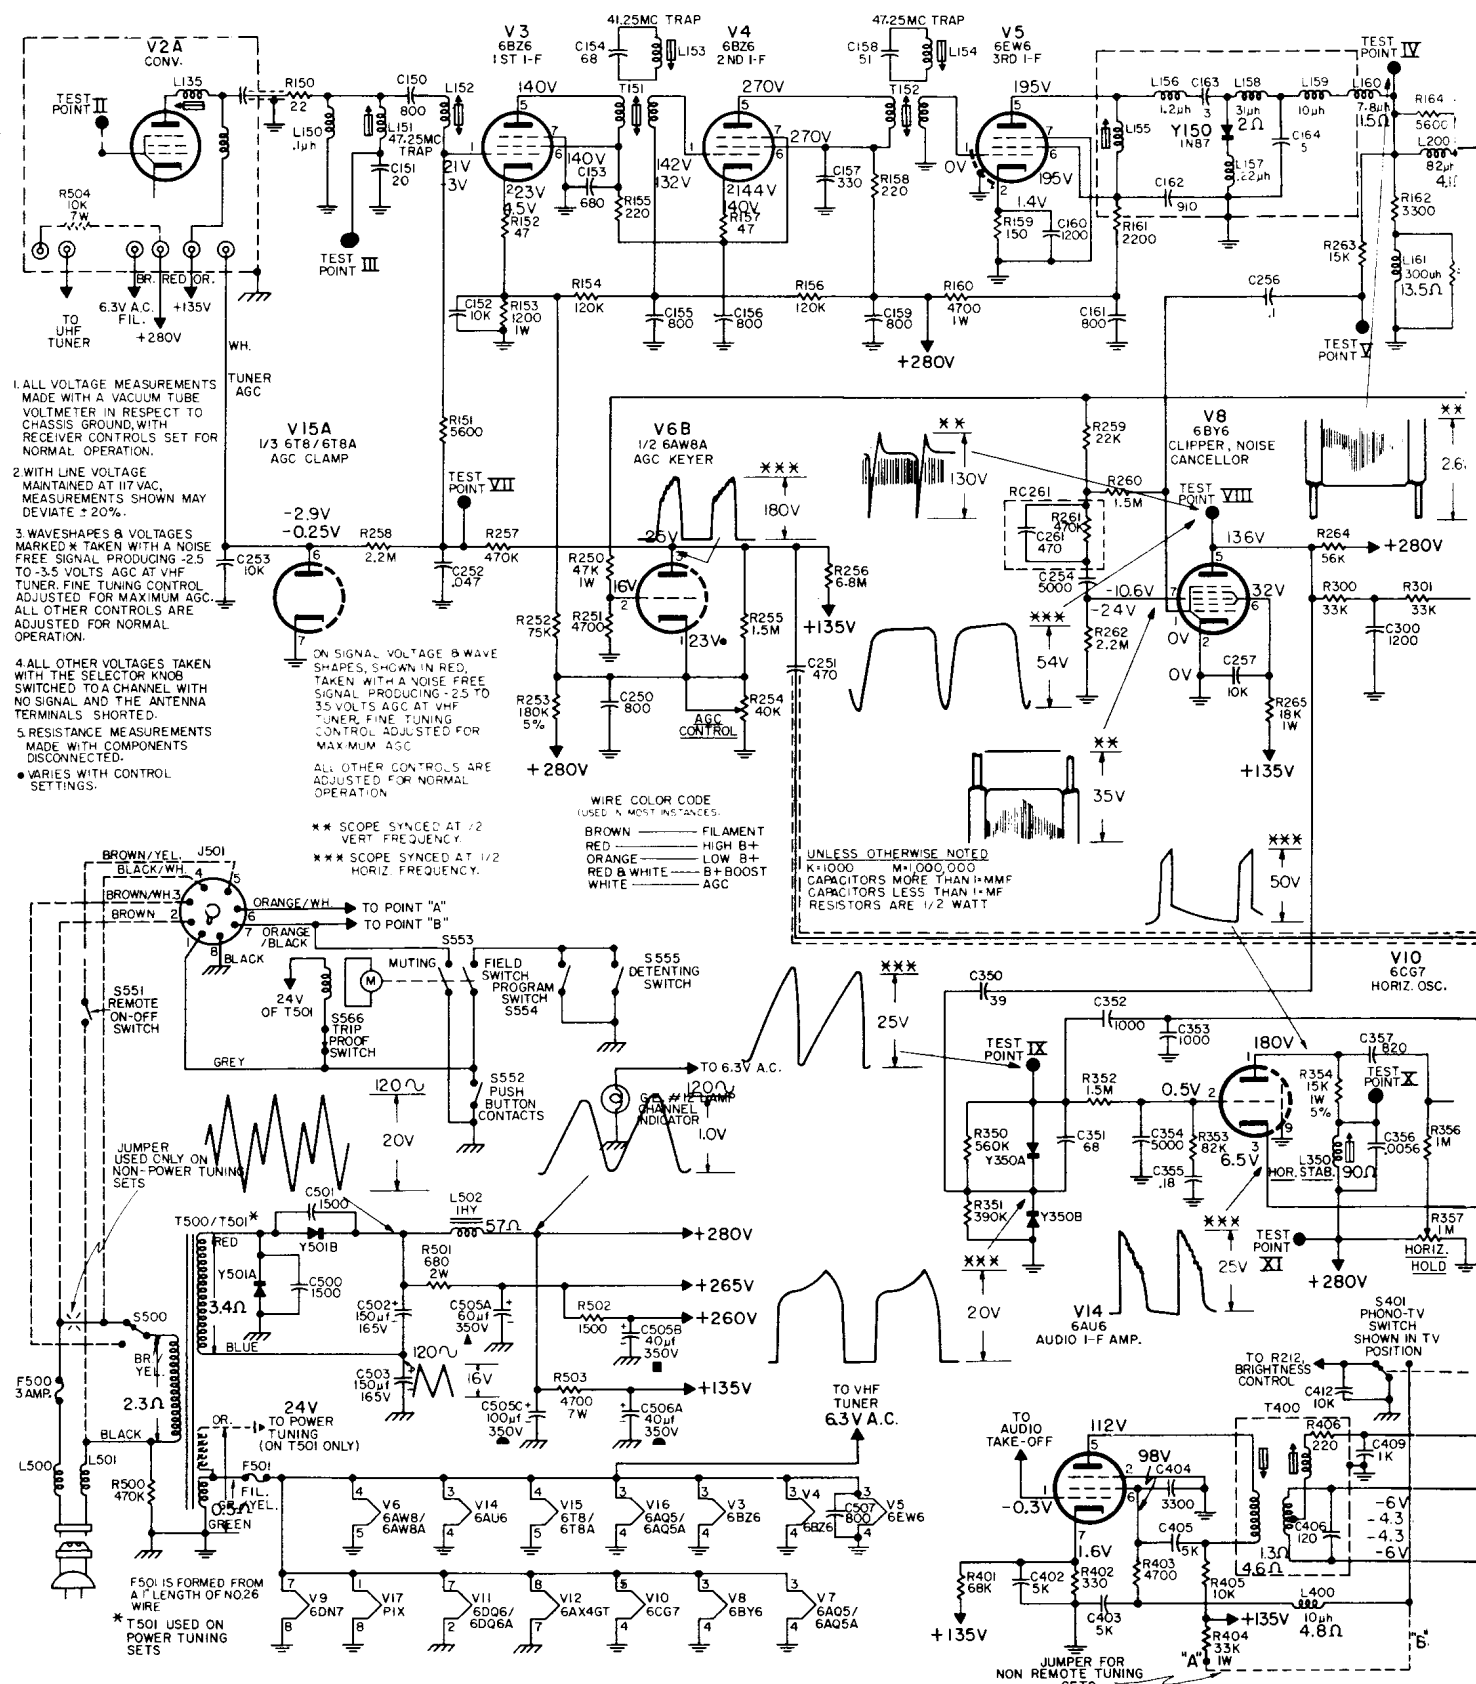 V2A
CONV.
L135
TEST
POINT II
R150
22
C150
800
L150
.1µh
L151
47.25MC
TRAP
C151
20
L152
TEST
POINT III
R504
10K
7W
BR.
RED
OR.
TO
UHF
TUNER
6.3V A.C.
FIL.
+135V
+280V
WH.
TUNER
AGC
V3
6BZ6
1ST I-F
41.25MC TRAP
C154
68
L153
140V
T151
V4
6BZ6
2ND I-F
270V
47.25MC TRAP
C158
51
L154
T152
V5
6EW6
3RD I-F
195V
140V
C153
680
R155
220
142V
132V
270V
144V
140V
R157
47
C157
330
R158
220
0V
195V
1.4V
R159
150
C160
1200
R152
47
C152
10K
R153
1200
1W
R154
120K
C155
800
C156
800
R156
120K
C159
800
+280V
R160
4700
1W
C161
800
R161
2200
L155
L156
1.2µh
C163
3
L158
3µh
2Ω
L159
10µh
L160
7-8µh
1.5Ω
Y150
1N87
L157
.22µh
C164
5
C162
910
TEST
POINT IV
R164
5600
L200
82µh
R162
3300
R263
15K
L161
300uh
13.5Ω
C256
.1
TEST
POINT V
1. ALL VOLTAGE MEASUREMENTS
MADE WITH A VACUUM TUBE
VOLTMETER IN RESPECT TO
CHASSIS GROUND, WITH
RECEIVER CONTROLS SET FOR
NORMAL OPERATION.
2. WITH LINE VOLTAGE
MAINTAINED AT 117 VAC,
MEASUREMENTS SHOWN MAY
DEVIATE ± 20%.
3. WAVESHAPES & VOLTAGES
MARKED * TAKEN WITH A NOISE
FREE SIGNAL PRODUCING -2.5
TO -3.5 VOLTS AGC AT VHF
TUNER. FINE TUNING CONTROL
ADJUSTED FOR MAXIMUM AGC.
ALL OTHER CONTROLS ARE
ADJUSTED FOR NORMAL
OPERATION.
4. ALL OTHER VOLTAGES TAKEN
WITH THE SELECTOR KNOB
SWITCHED TO A CHANNEL WITH
NO SIGNAL AND THE ANTENNA
TERMINALS SHORTED.
5. RESISTANCE MEASUREMENTS
MADE WITH COMPONENTS
DISCONNECTED.
● VARIES WITH CONTROL
SETTINGS.
V15A
1/3 6T8/6T8A
AGC CLAMP
-2.9V
-0.25V
C253
10K
R258
2.2M
R151
5600
TEST
POINT VII
R257
470K
C252
.047
R252
75K
R253
180K
5%
+280V
C250
800
V6B
1/2 6AW8A
AGC KEYER
***
180V
R250
47K
1W
R251
4700
16V
23V●
R255
1.5M
R254
40K
AGC
CONTROL
R256
6.8M
+135V
C251
470
**
130V
RC261
R261
470K
C261
470
C254
5000
R259
22K
R260
1.5M
R262
2.2M
-10.6V
-24V
V8
6BY6
CLIPPER, NOISE
CANCELLOR
TEST
POINT VIII
136V
32V
0V
0V
C257
10K
R265
18K
1W
+135V
R264
56K
+280V
R300
33K
R301
33K
C300
1200
**
***
54V
**
35V
ON SIGNAL VOLTAGE & WAVE
SHAPES, SHOWN IN RED,
TAKEN WITH A NOISE FREE
SIGNAL PRODUCING -2.5 TO
3.5 VOLTS AGC AT VHF
TUNER, FINE TUNING
CONTROL ADJUSTED FOR
MAXIMUM AGC
ALL OTHER CONTROLS ARE
ADJUSTED FOR NORMAL
OPERATION
** SCOPE SYNCED AT 1/2
VERT FREQUENCY.
*** SCOPE SYNCED AT 1/2
HORIZ. FREQUENCY.
WIRE COLOR CODE
(USED IN MOST INSTANCES.
BROWN FILAMENT
RED HIGH B+
ORANGE LOW B+
RED & WHITE B+ BOOST
WHITE AGC
UNLESS OTHERWISE NOTED
K=1000 M=1,000,000
CAPACITORS MORE THAN 1=MMF
CAPACITORS LESS THAN 1=MF
RESISTORS ARE 1/2 WATT
***
50V
BROWN/YEL.
BLACK/WH.
J501
BROWN/WH.
BROWN
ORANGE/WH.
TO POINT "A"
TO POINT "B"
ORANGE
/BLACK
BLACK
S551
REMOTE
ON-OFF
SWITCH
24V
OF T501
S566
TRIP
PROOF
SWITCH
M
MUTING
S553
FIELD
SWITCH
PROGRAM
SWITCH
S554
S555
DETENTING
SWITCH
GREY
S552
PUSH
BUTTON
CONTACTS
TO 6.3V A.C.
CHANNEL
INDICATOR
120∿
20V
120∿
1.0V
***
25V
C350
39
TEST
POINT IX
C352
1000
C353
1000
R352
1.5M
R350
560K
Y350A
C351
68
C354
5000
R353
82K
C355
.18
R351
390K
Y350B
V10
6CG7
HORIZ. OSC.
180V
0.5V
6.5V
C357
820
R354
15K
1W
5%
TEST
POINT X
L350
HOR. STAB.
90Ω
C356
.0056
R356
1M
R357
1M
HORIZ.
HOLD
TEST
POINT XI
+280V
***
25V
***
20V
JUMPER
USED ONLY ON
NON-POWER TUNING
SETS
T500/T501*
RED
C501
1500
Y501B
Y501A
C500
1500
3.4Ω
BLUE
L502
1HY
57Ω
+280V
R501
680
2W
+265V
C502
150µf
165V
C505A
60µf
350V
R502
1500
+260V
C505B
40µf
350V
C503
150µf
165V
120∿
16V
C505C
100µf
350V
R503
4700
7W
+135V
C506A
40µf
350V
S500
BR/
YEL.
F500
3 AMP.
2.3Ω
BLACK
L500
L501
R500
470K
OR.
24V
TO POWER
TUNING
(ON T501 ONLY)
F501
FIL.
GR/YEL.
0.5Ω
GREEN
F501 IS FORMED FROM
A 1" LENGTH OF NO.26
WIRE
* T501 USED ON
POWER TUNING
SETS
V6
6AW8/
6AW8A
V14
6AU6
V15
6T8/
6T8A
V16
6AQ5/
6AQ5A
V3
6BZ6
V4
6BZ6
C507
800
V5
6EW6
V9
6DN7
V17
PIX
V11
6DQ6/
6DQ6A
V12
6AX4GT
V10
6CG7
V8
6BY6
V7
6AQ5/
6AQ5A
TO VHF
TUNER
6.3V A.C.
V14
6AU6
AUDIO I-F AMP.
TO
AUDIO
TAKE-OFF
-0.3V
112V
98V
1.6V
C404
3300
C405
5K
R401
68K
+135V
C402
5K
R402
330
C403
5K
R403
4700
R405
10K
+135V
R404
33K
1W
"A"
"B"
JUMPER FOR
NON REMOTE TUNING
L400
10µh
4.8Ω
T400
R406
220
C406
120
1.3Ω
4.6Ω
C409
1K
-6V
-4.3
-4.3
-6V
S401
PHONO-TV
SWITCH
SHOWN IN TV
POSITION
TO R212,
BRIGHTNESS
CONTROL
C412
10K